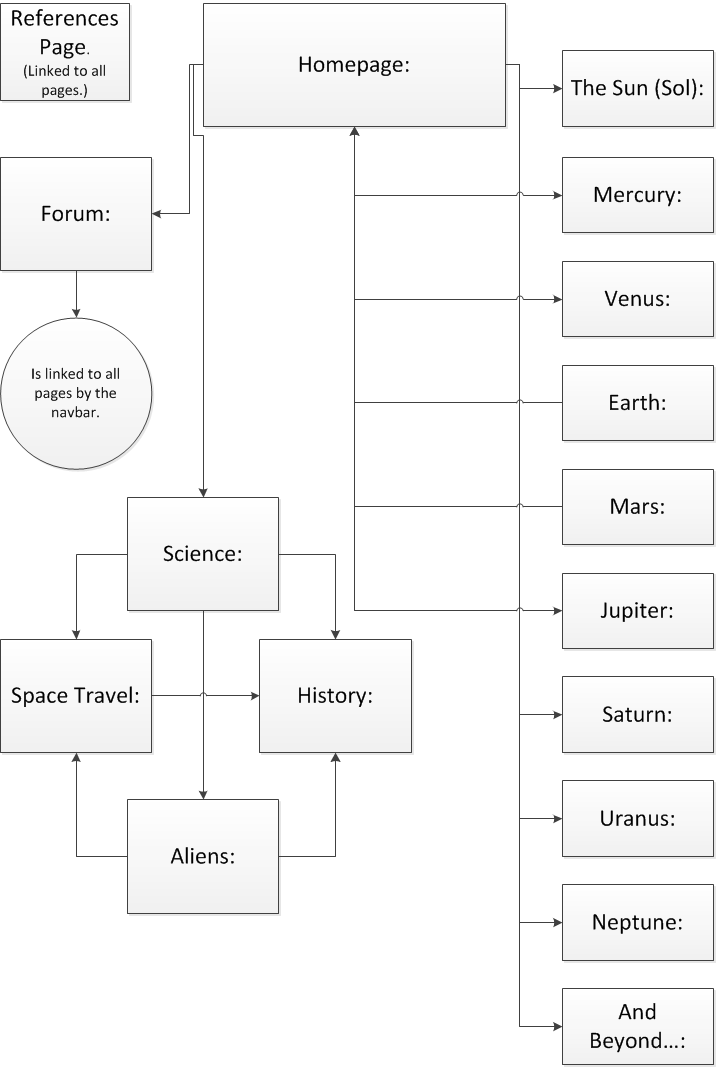 References
Page.
(Linked to all
pages.)
Homepage:
The Sun (Sol):
Forum:
Mercury:
Venus:
Is linked to all
pages by the
navbar.
Earth:
Mars:
Science:
Jupiter:
Space Travel:
History:
Saturn:
Uranus:
Aliens:
Neptune:
And
Beyond...: